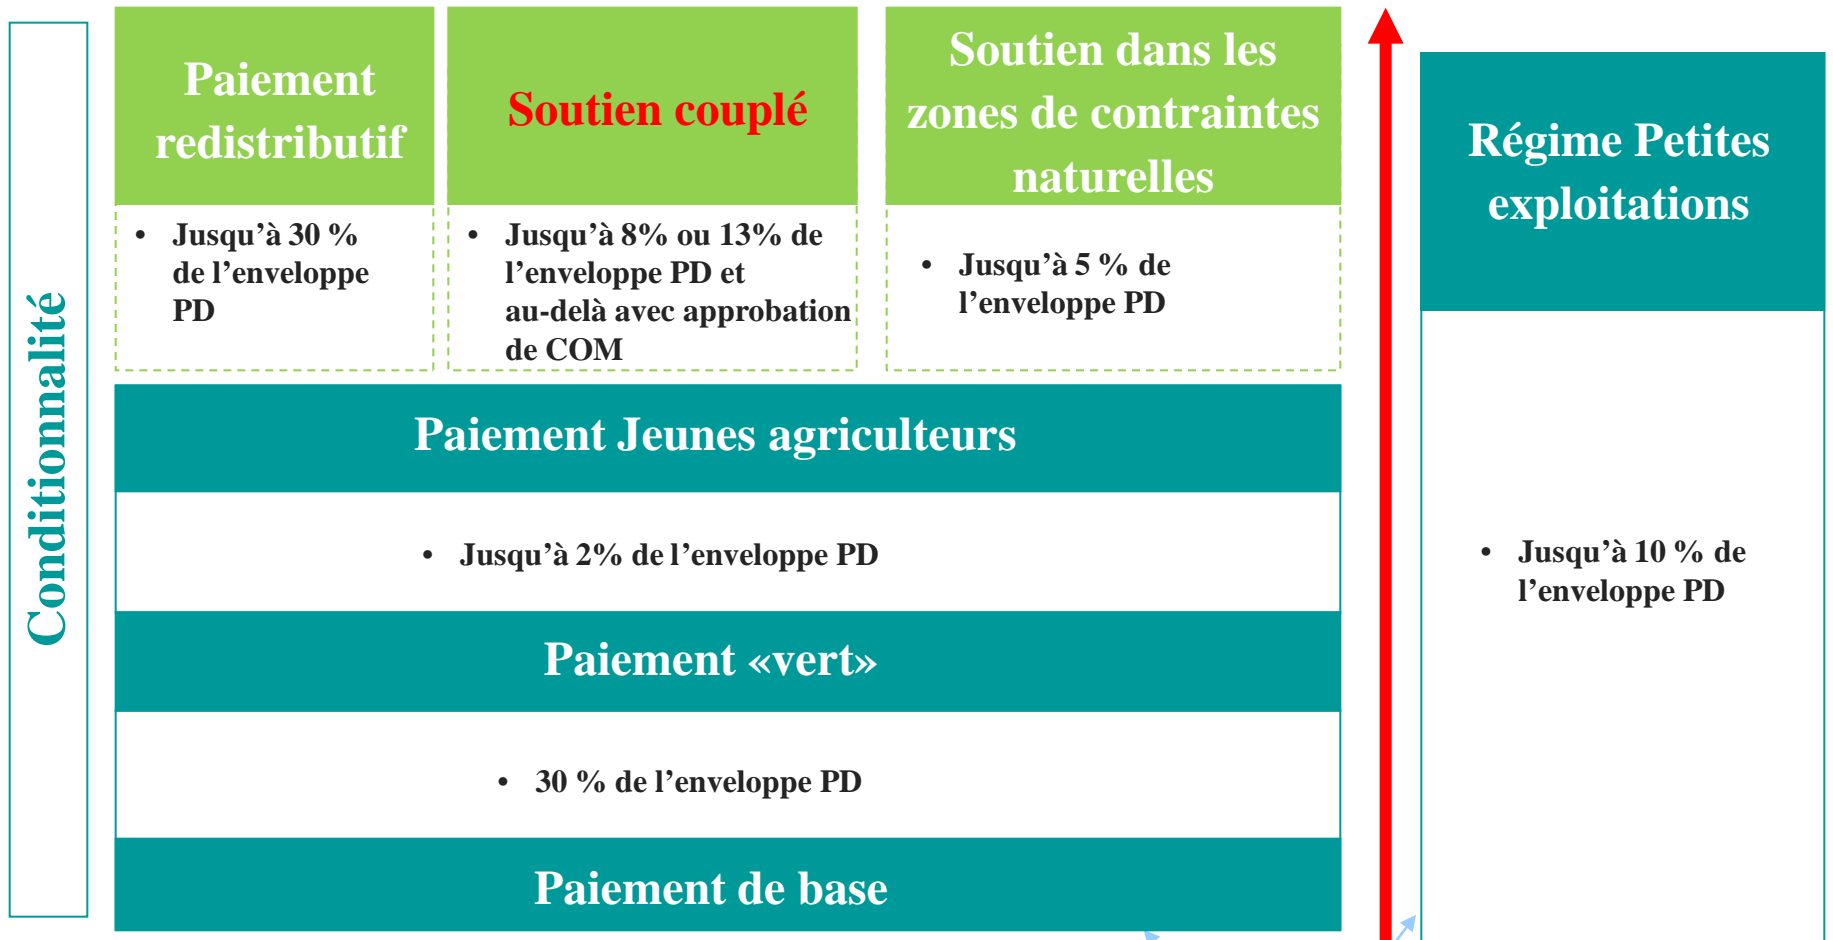 Conditionnalité
Paiement
redistributif
• Jusqu’à 30 %
de l’enveloppe
PD
Soutien couplé
• Jusqu’à 8% ou 13% de
l’enveloppe PD et
au-delà avec approbation
de COM
Soutien dans les
zones de contraintes
naturelles
• Jusqu’à 5 % de
l’enveloppe PD
Paiement Jeunes agriculteurs
• Jusqu’à 2% de l’enveloppe PD
Paiement «vert»
• 30 % de l’enveloppe PD
Paiement de base
Régime Petites
exploitations
• Jusqu’à 10 % de
l’enveloppe PD